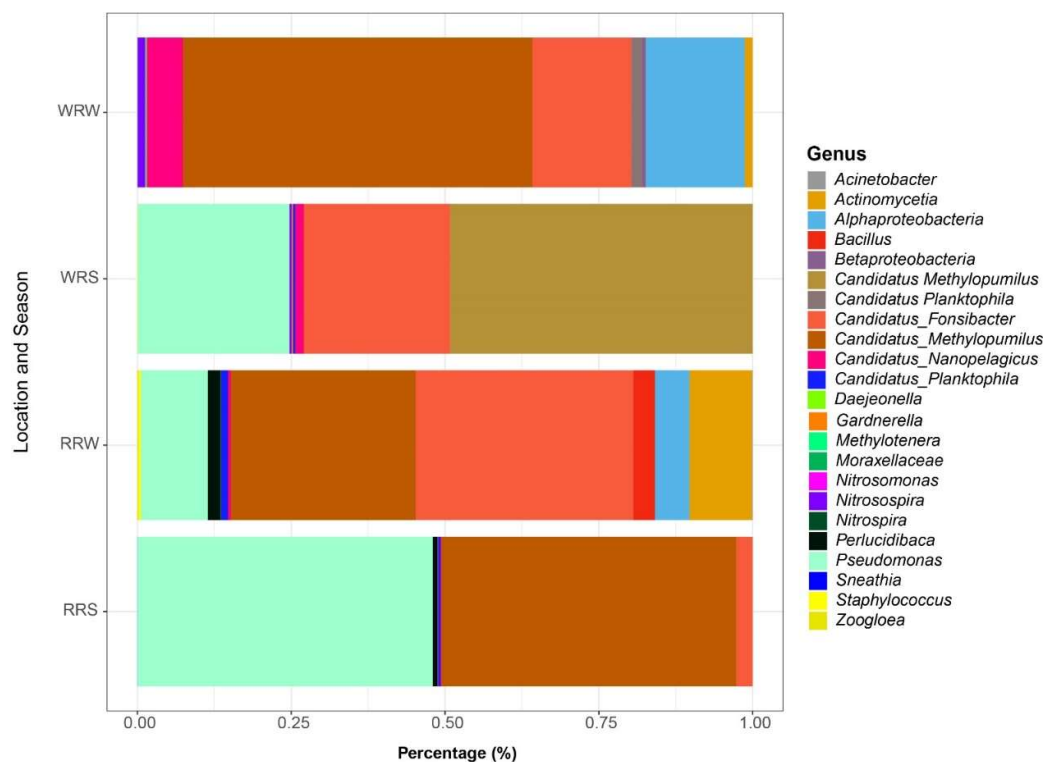 WRW
WRS
RRW
RRS
Location and Season
0.00 0.25 0.50 0.75 1.00
Percentage (%)
Genus
Acinetobacter
Actinomycetia
Alphaproteobacteria
Bacillus
Betaproteobacteria
Candidatus Methylopumilus
Candidatus Planktophila
Candidatus_Fonsibacter
Candidatus_Methylopumilus
Candidatus_Nanopelagicus
Candidatus_Planktophila
Daejeonella
Gardnerella
Methylotenera
Moraxellaceae
Nitrosomonas
Nitrosospira
Nitrospira
Perlucidibaca
Pseudomonas
Sneathia
Staphylococcus
Zoogloea